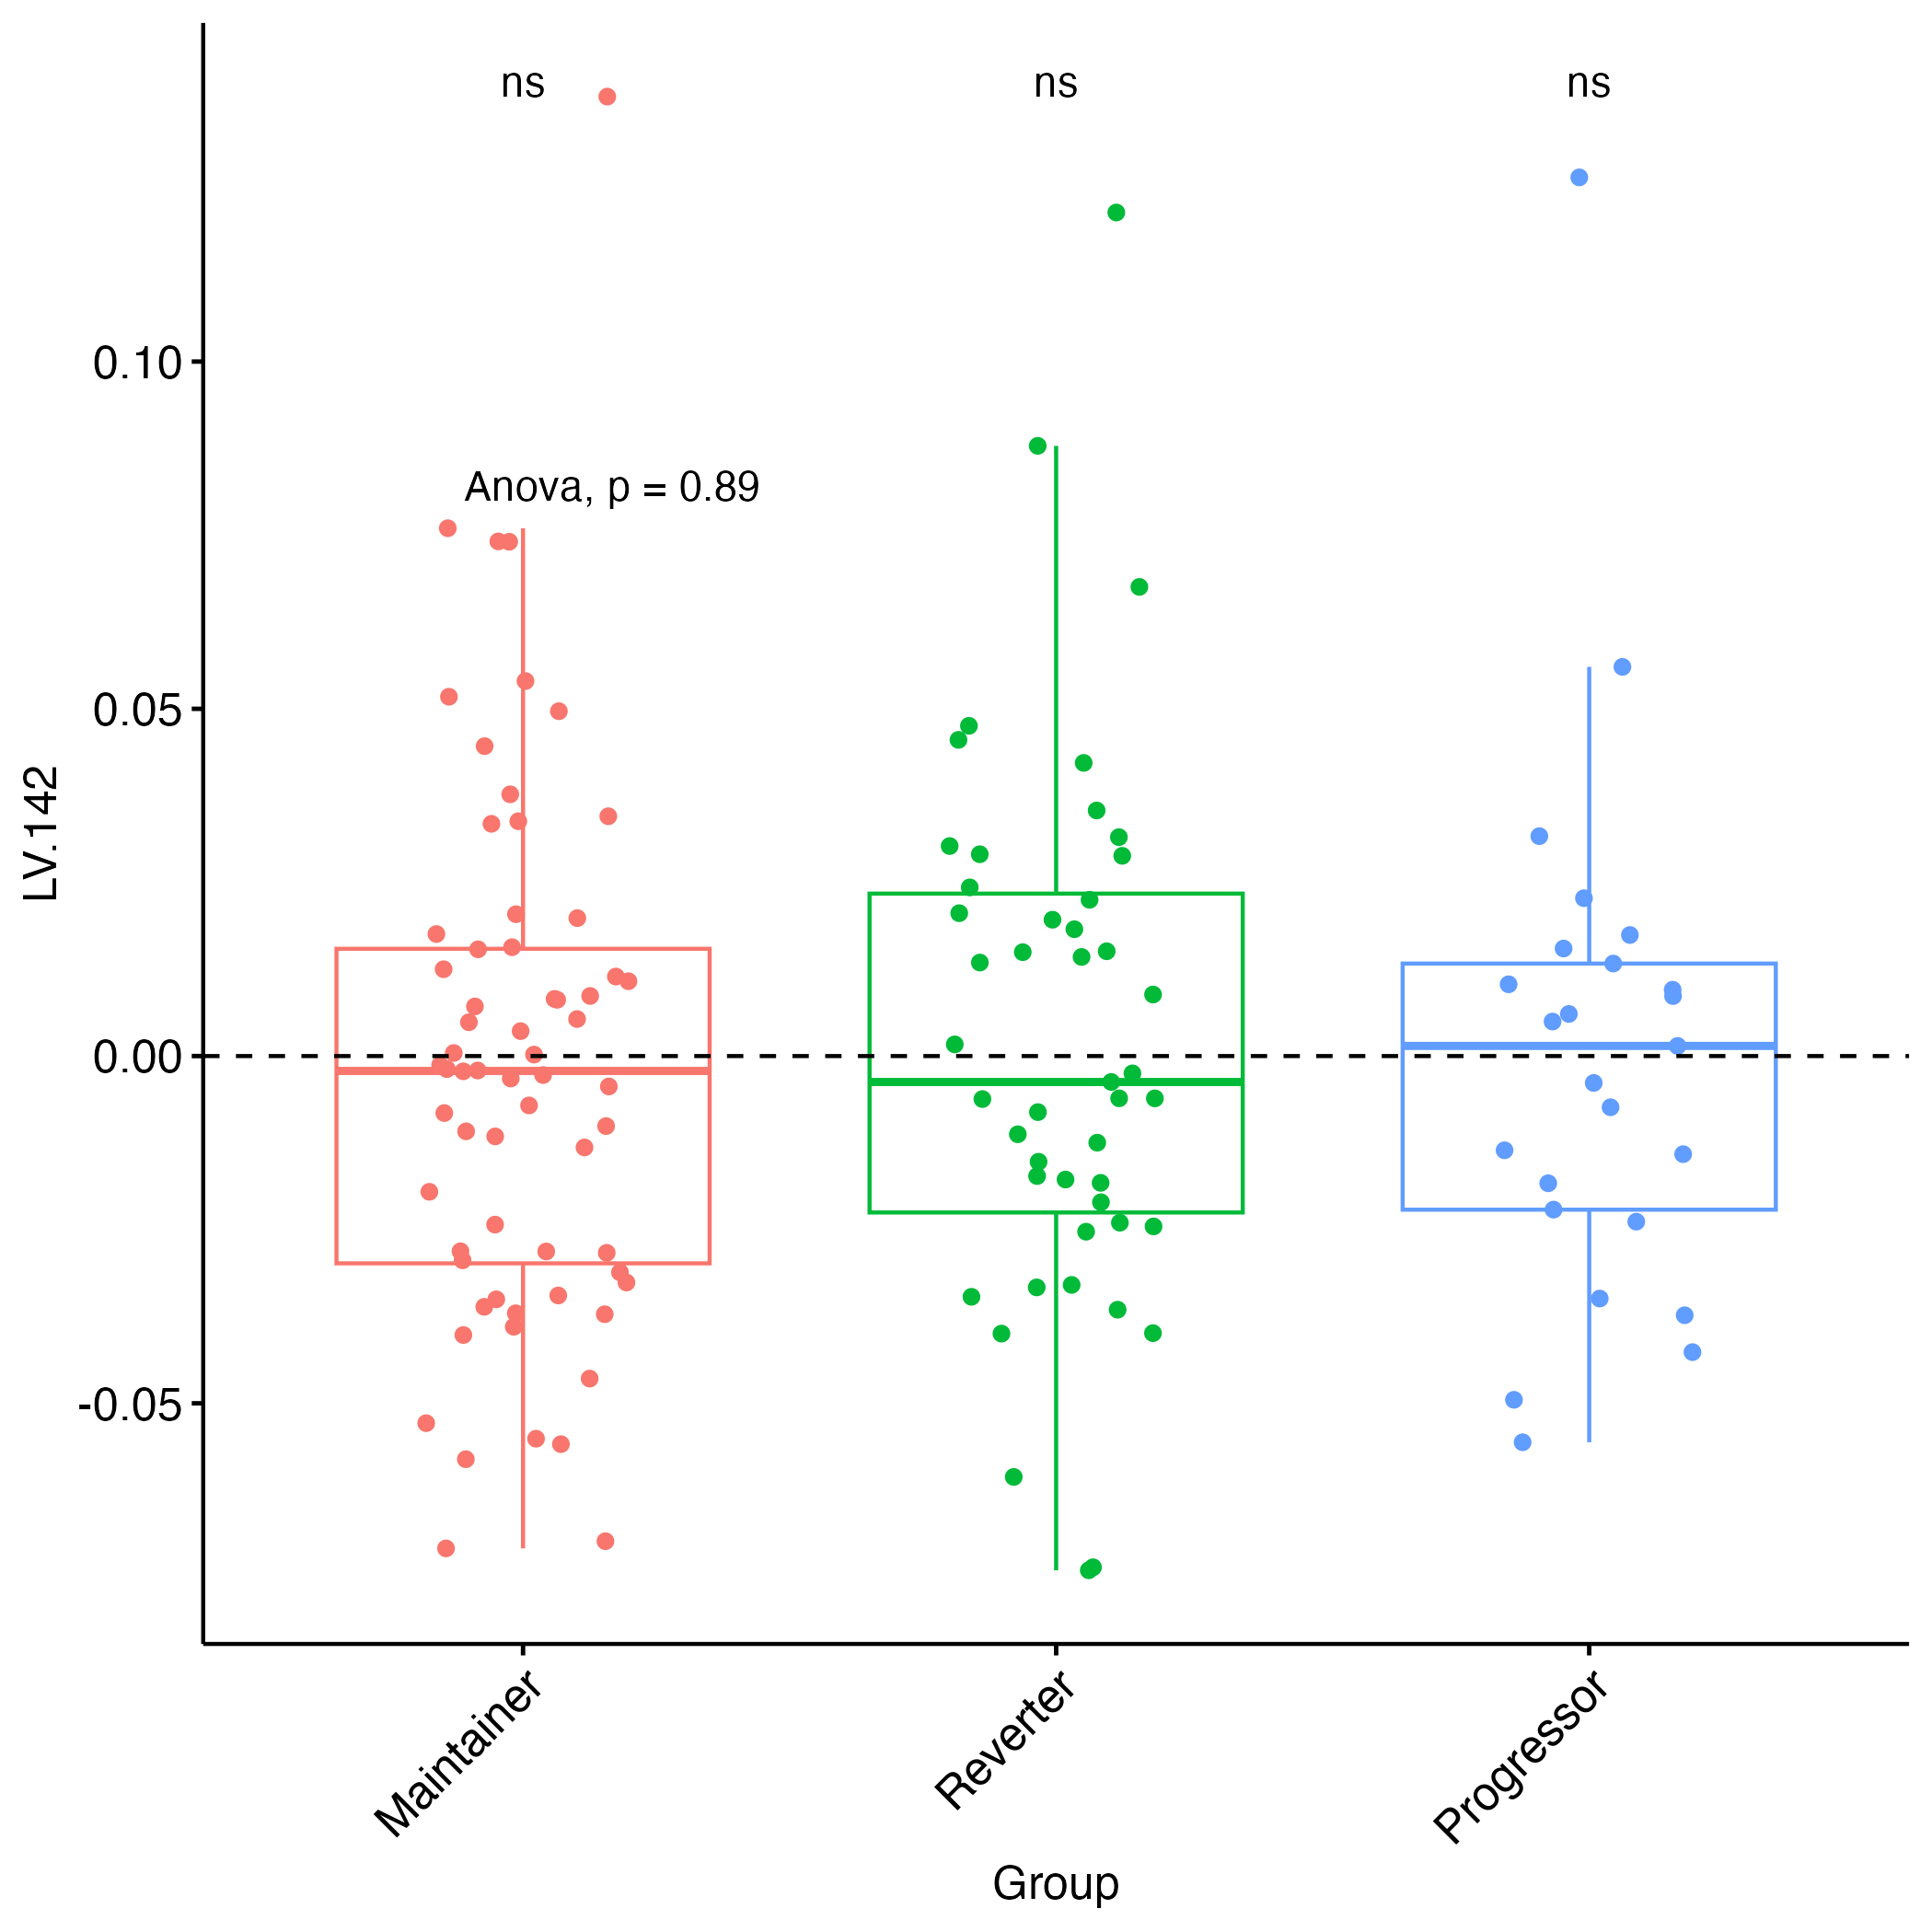 ns ns ns
Anova, p = 0.89
0.10
0.05
0.00
-0.05
LV.142
Maintainer
Reverter
Progressor
Group